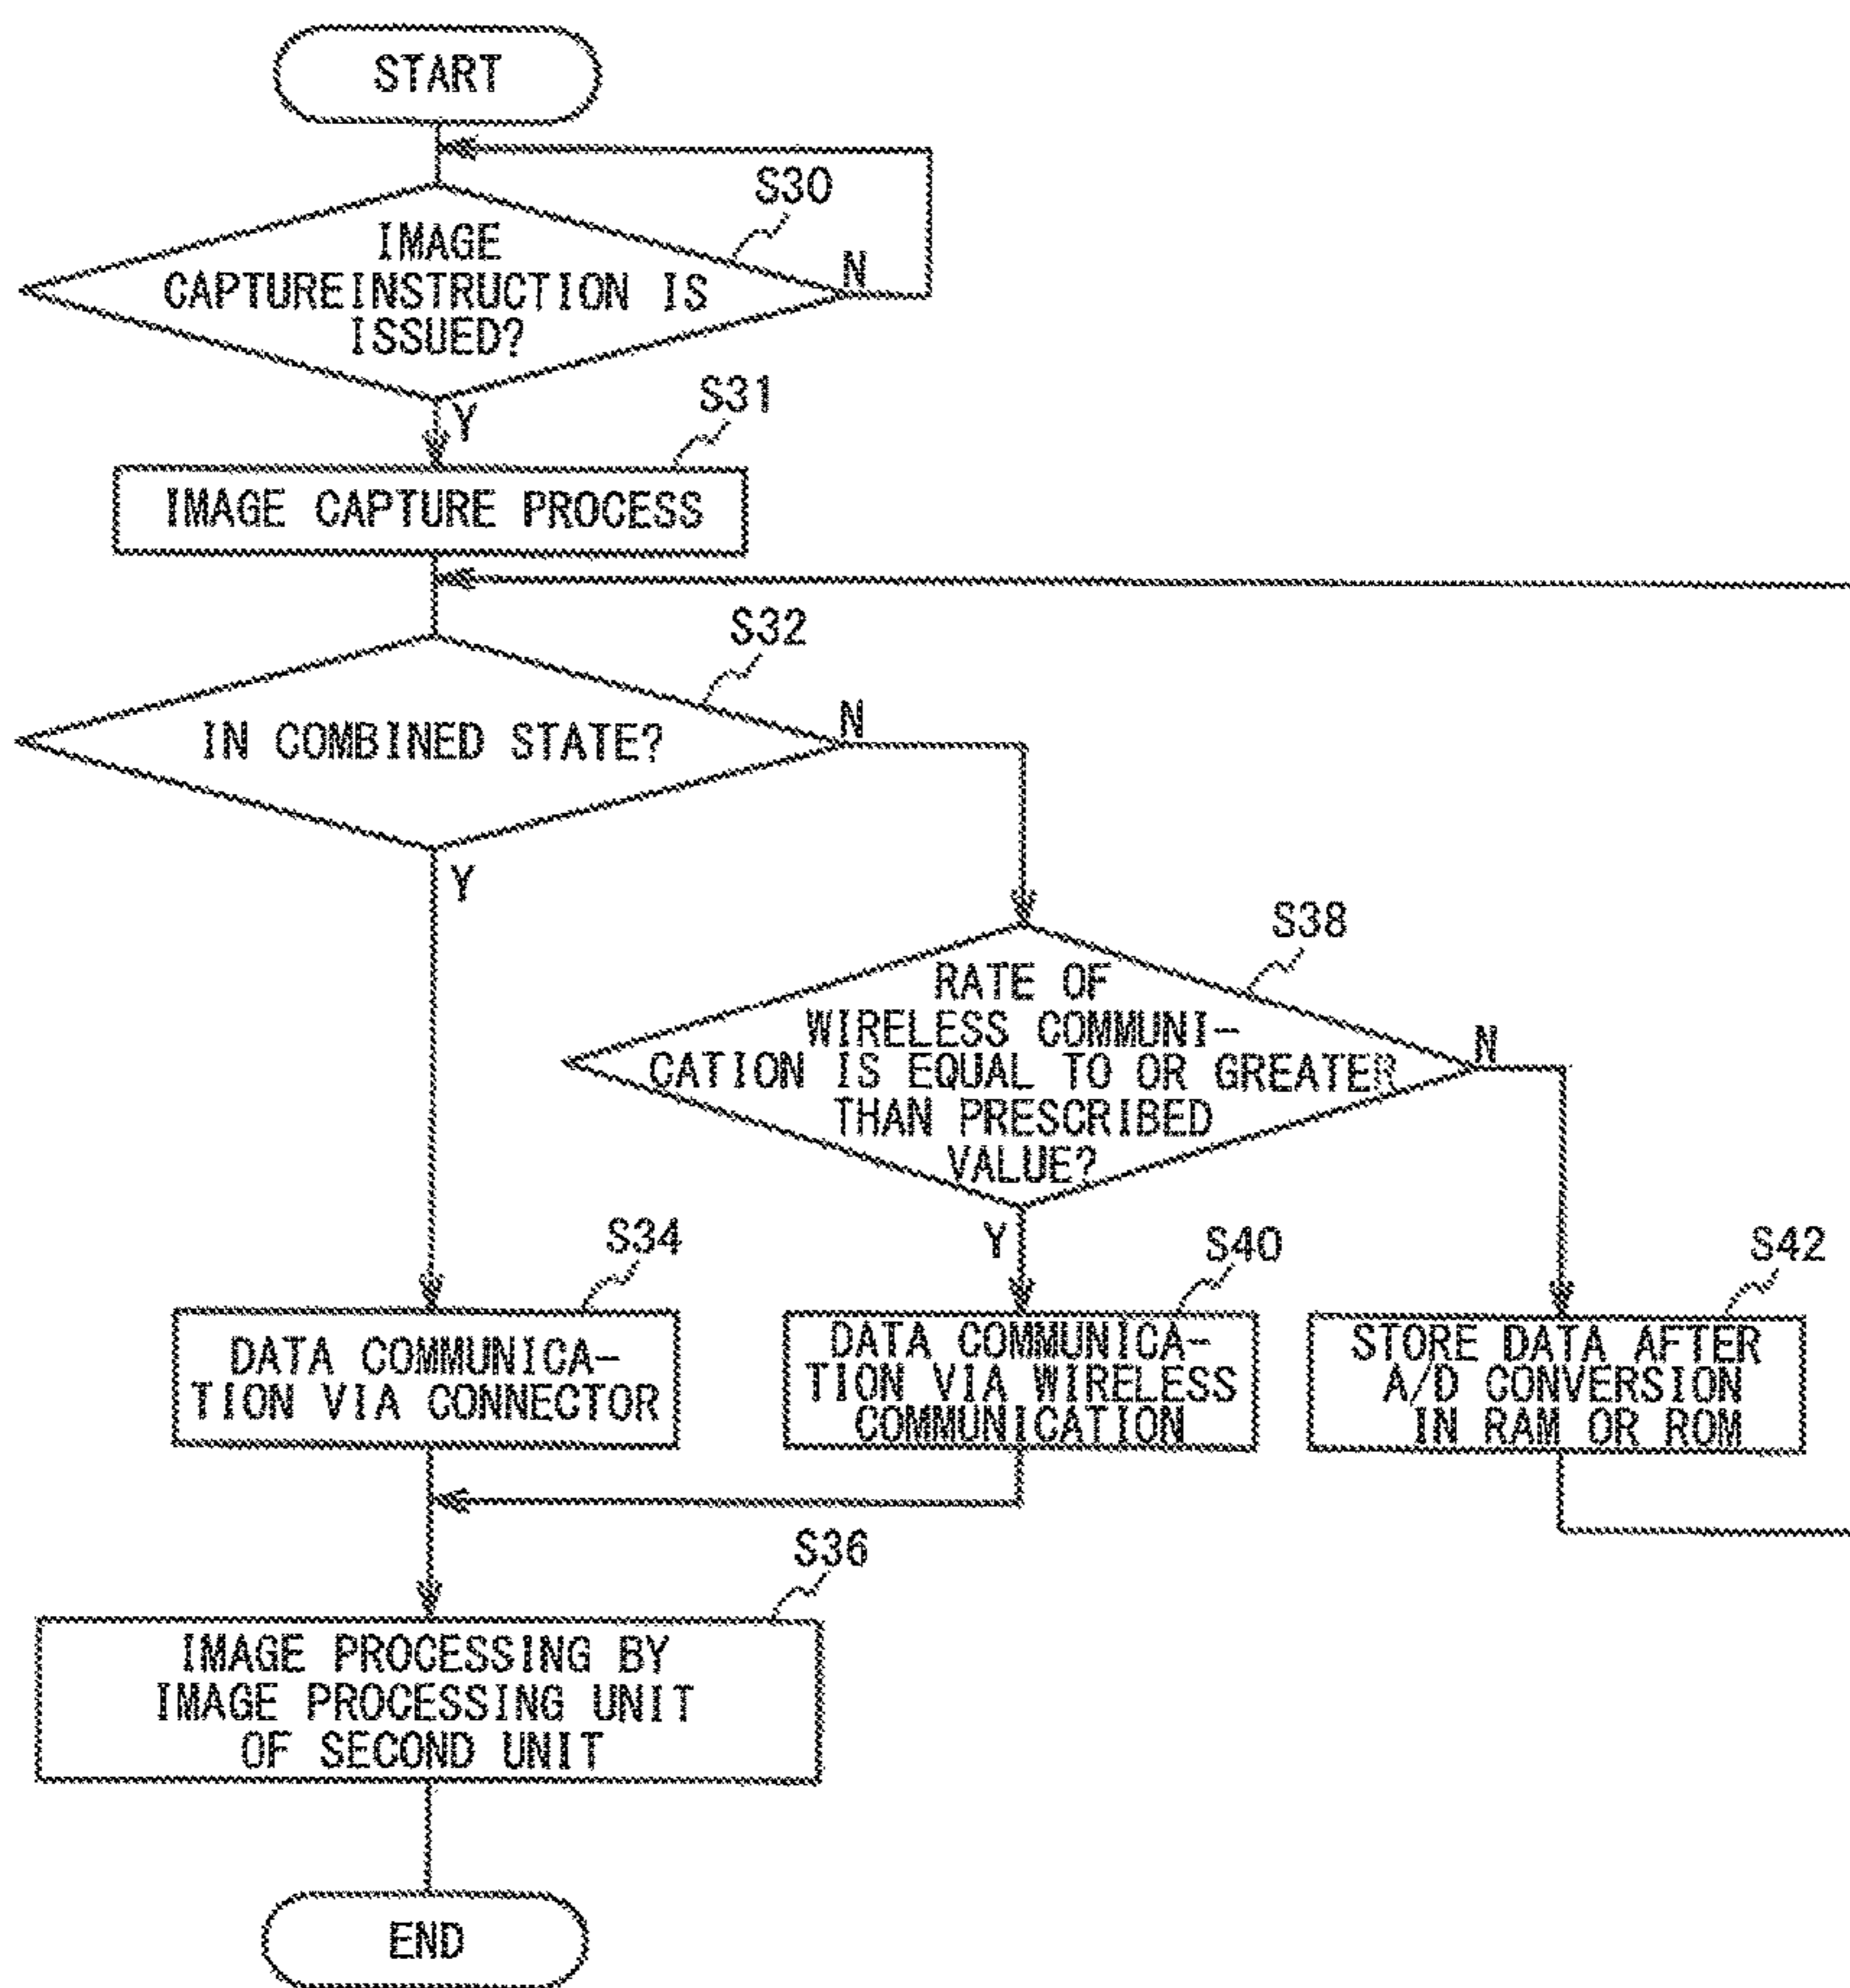 START
S30
IMAGE
CAPTUREINSTRUCTION IS
ISSUED?
N
Y
S31
IMAGE CAPTURE PROCESS
S32
IN COMBINED STATE?
N
Y
S38
RATE OF
WIRELESS COMMUNI-
CATION IS EQUAL TO OR GREATER
THAN PRESCRIBED
VALUE?
N
Y
S34
DATA COMMUNICA-
TION VIA CONNECTOR
S40
DATA COMMUNICA-
TION VIA WIRELESS
COMMUNICATION
S42
STORE DATA AFTER
A/D CONVERSION
IN RAM OR ROM
S36
IMAGE PROCESSING BY
IMAGE PROCESSING UNIT
OF SECOND UNIT
END